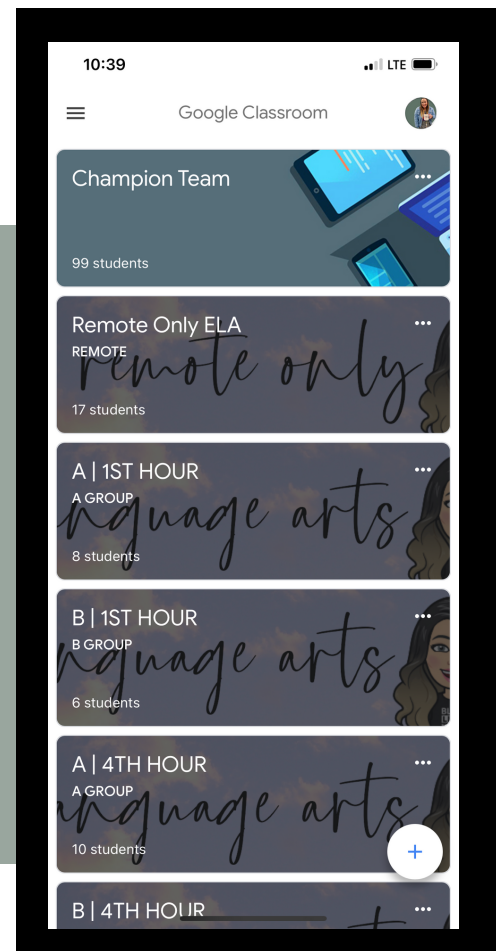 10:39
LTE
Google Classroom
Champion Team
99 students
Remote Only ELA
REMOTE
remote only
17 students
A | 1ST HOUR
A GROUP
nguage arts
8 students
B | 1ST HOUR
B GROUP
nguage arts
6 students
A | 4TH HOUR
A GROUP
anguage arts
10 students
B | 4TH HOUR